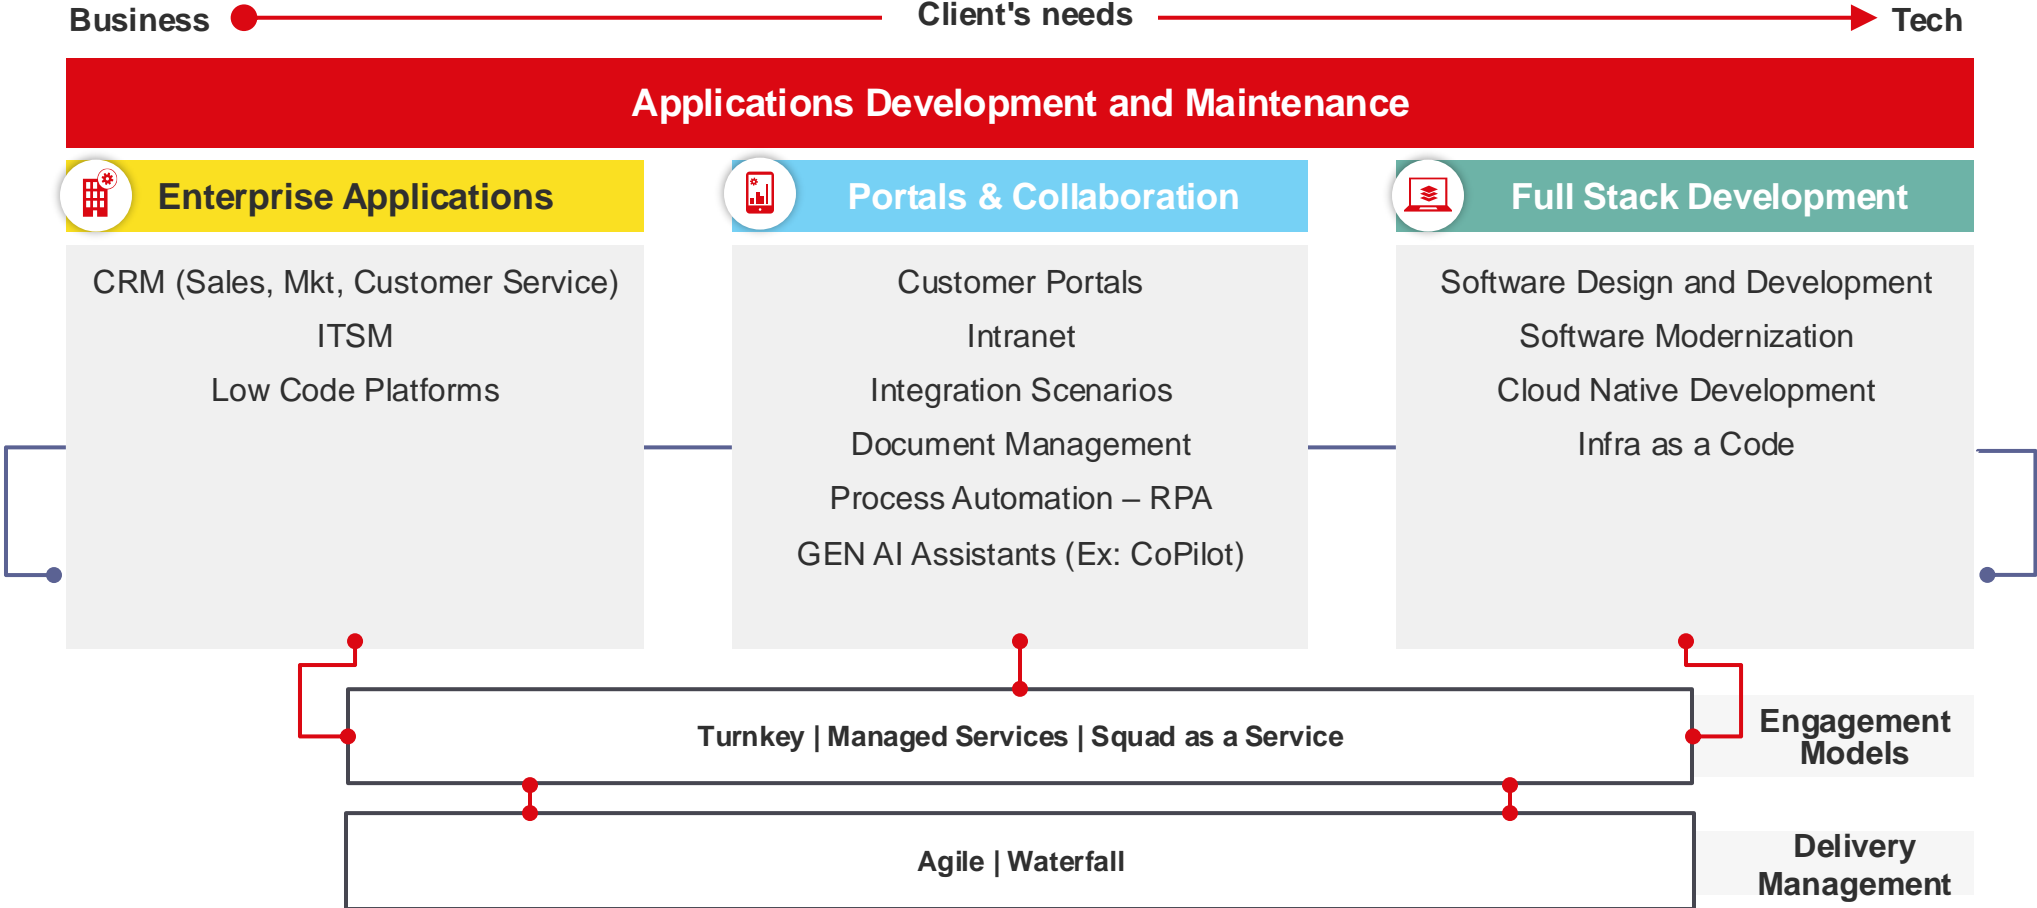 Business
Client's needs
Tech
Applications Development and Maintenance
Enterprise Applications
CRM (Sales, Mkt, Customer Service)
ITSM
Low Code Platforms
Portals & Collaboration
Customer Portals
Intranet
Integration Scenarios
Document Management
Process Automation – RPA
GEN AI Assistants (Ex: CoPilot)
Full Stack Development
Software Design and Development
Software Modernization
Cloud Native Development
Infra as a Code
Turnkey | Managed Services | Squad as a Service
Engagement
Models
Agile | Waterfall
Delivery
Management